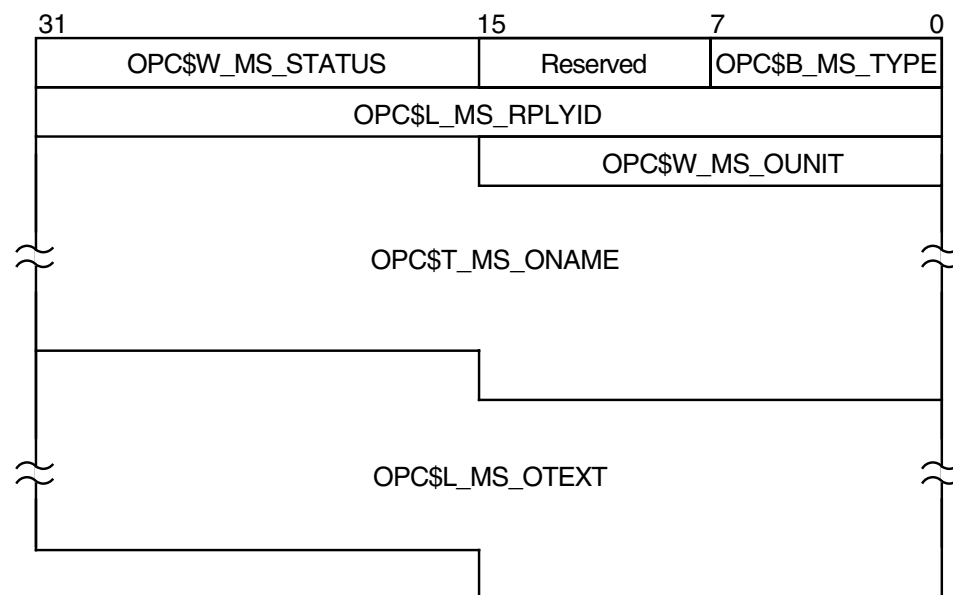 31 15 7 0
OPC$W_MS_STATUS Reserved OPC$B_MS_TYPE
OPC$L_MS_RPLYID
OPC$W_MS_OUNIT
OPC$T_MS_ONAME
OPC$L_MS_OTEXT